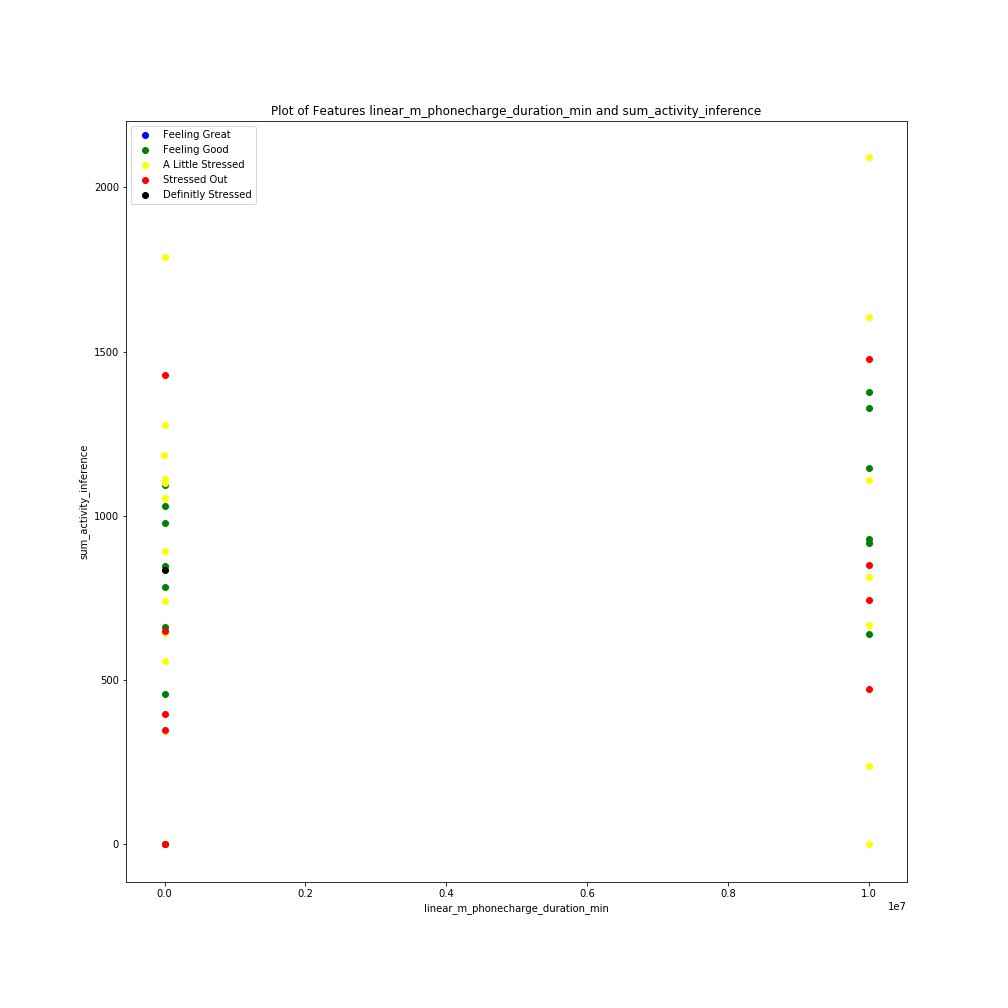 Plot of Features linear_m_phonecharge_duration_min and sum_activity_inference
Feeling Great
Feeling Good
A Little Stressed
Stressed Out
Definitly Stressed
2000
1500
1000
500
0
sum_activity_inference
0.0 0.2 0.4 0.6 0.8 1.0
1e7
linear_m_phonecharge_duration_min